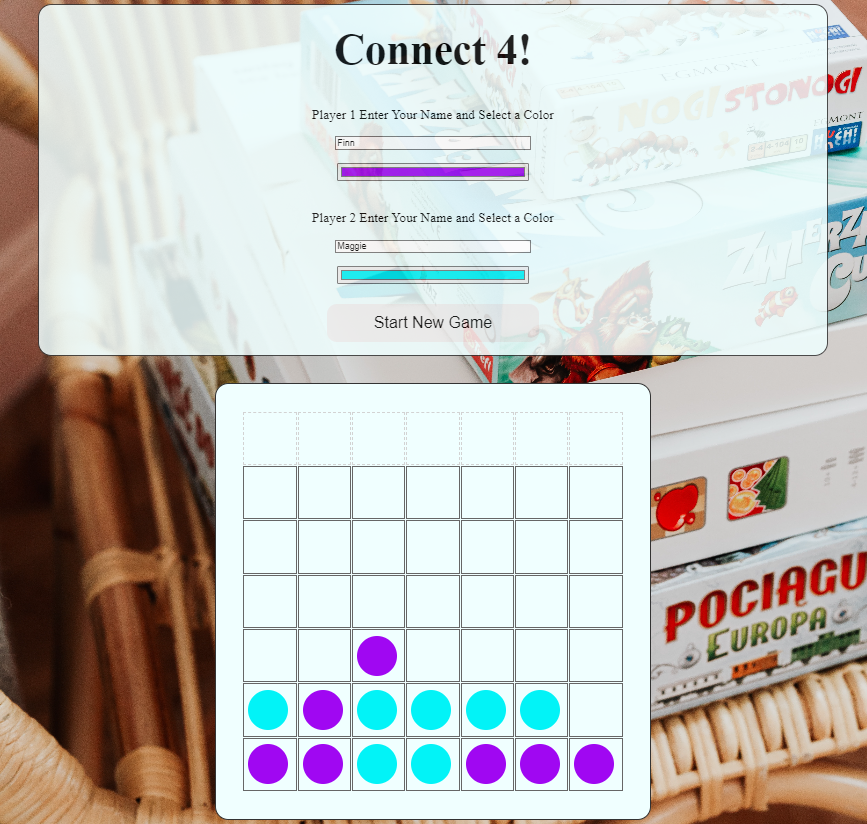 Connect 4!
EGMONT
NOGI STONOGI
EGMONT
Player 1 Enter Your Name and Select a Color
Finn
Player 2 Enter Your Name and Select a Color
Maggie
Start New Game
POCIĄGU
EUROPA